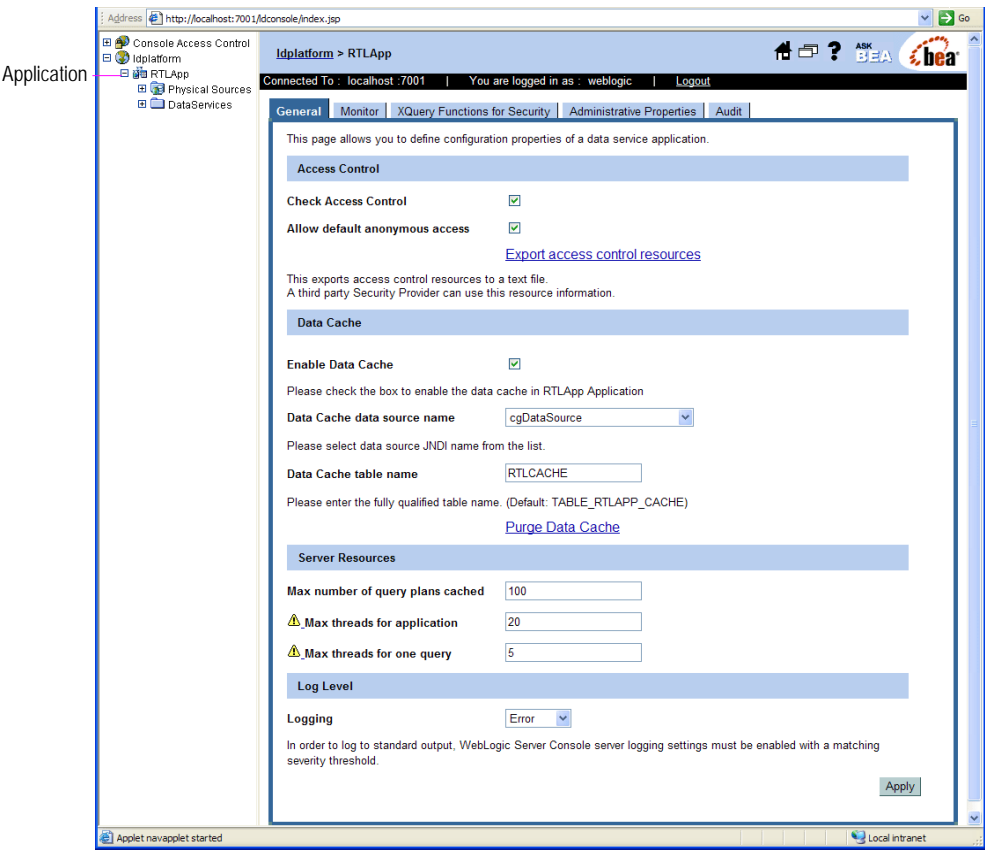 Address http://localhost:7001/ldconsole/index.jsp Go
Console Access Control
ldplatform
Application
RTLApp
Physical Sources
DataServices
ldplatform > RTLApp
? ASK BEA bea
Connected To : localhost :7001 | You are logged in as : weblogic | Logout
General Monitor XQuery Functions for Security Administrative Properties Audit
This page allows you to define configuration properties of a data service application.
Access Control
Check Access Control
Allow default anonymous access
Export access control resources
This exports access control resources to a text file.
A third party Security Provider can use this resource information.
Data Cache
Enable Data Cache
Please check the box to enable the data cache in RTLApp Application
Data Cache data source name cgDataSource
Please select data source JNDI name from the list.
Data Cache table name RTLCACHE
Please enter the fully qualified table name. (Default: TABLE_RTLAPP_CACHE)
Purge Data Cache
Server Resources
Max number of query plans cached 100
Max threads for application 20
Max threads for one query 5
Log Level
Logging Error
In order to log to standard output, WebLogic Server Console server logging settings must be enabled with a matching
severity threshold.
Apply
Applet navapplet started Local intranet